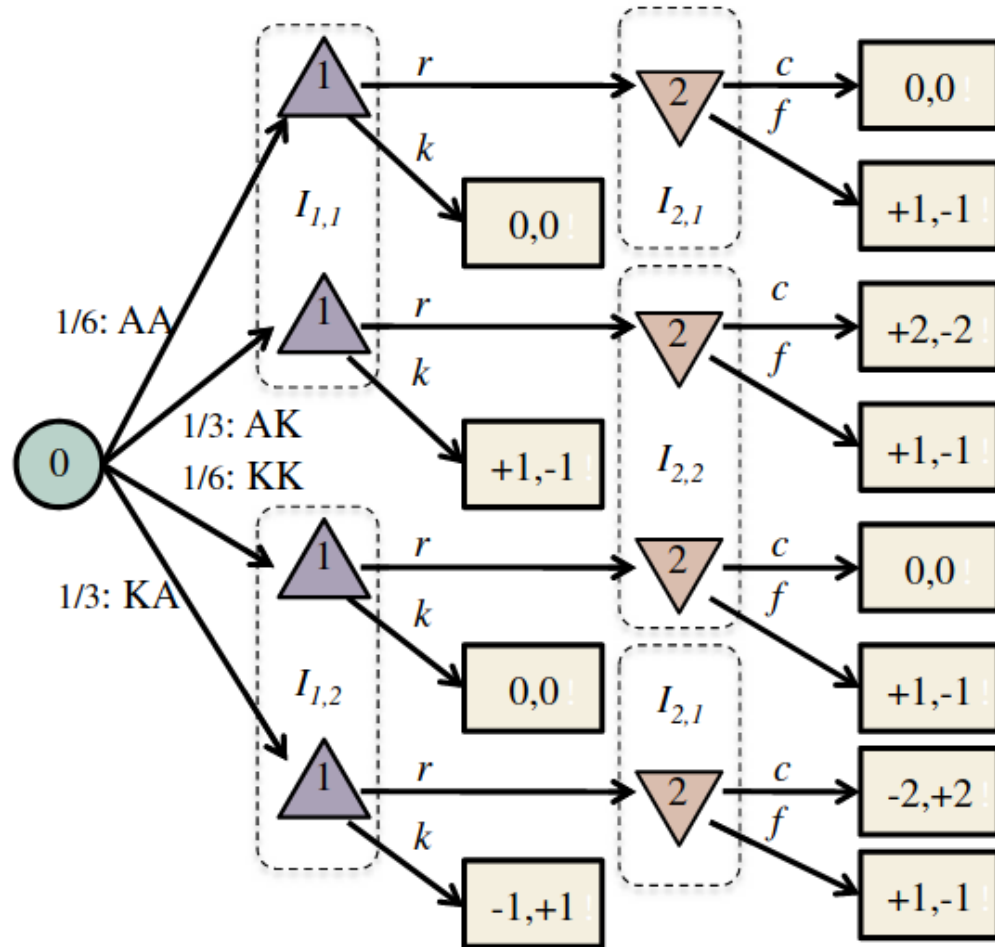 1 r 2 c 0,0
k f
I1,1 0,0 I2,1 +1,-1
1/6: AA 1 r 2 c +2,-2
k f
1/3: AK
0 1/6: KK +1,-1 I2,2 +1,-1
1/3: KA 1 r 2 c 0,0
k f
I1,2 0,0 I2,1 +1,-1
1 r 2 c -2,+2
k f
-1,+1 +1,-1